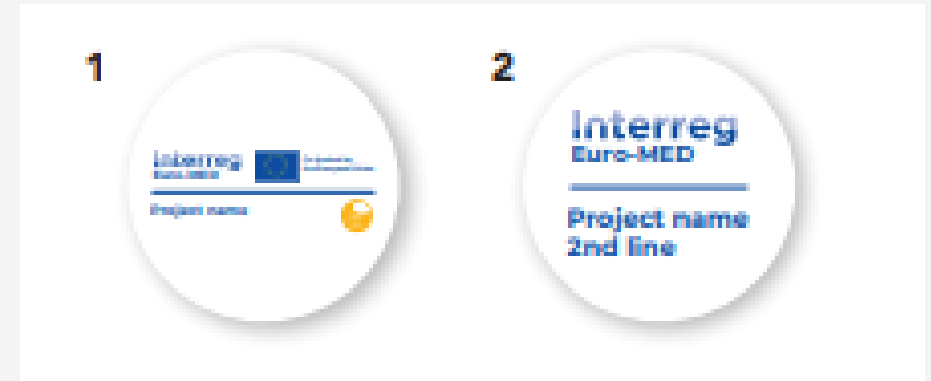 1
Interreg
Euro-MED
Project name
2
Interreg
Euro-MED
Project name
2nd line